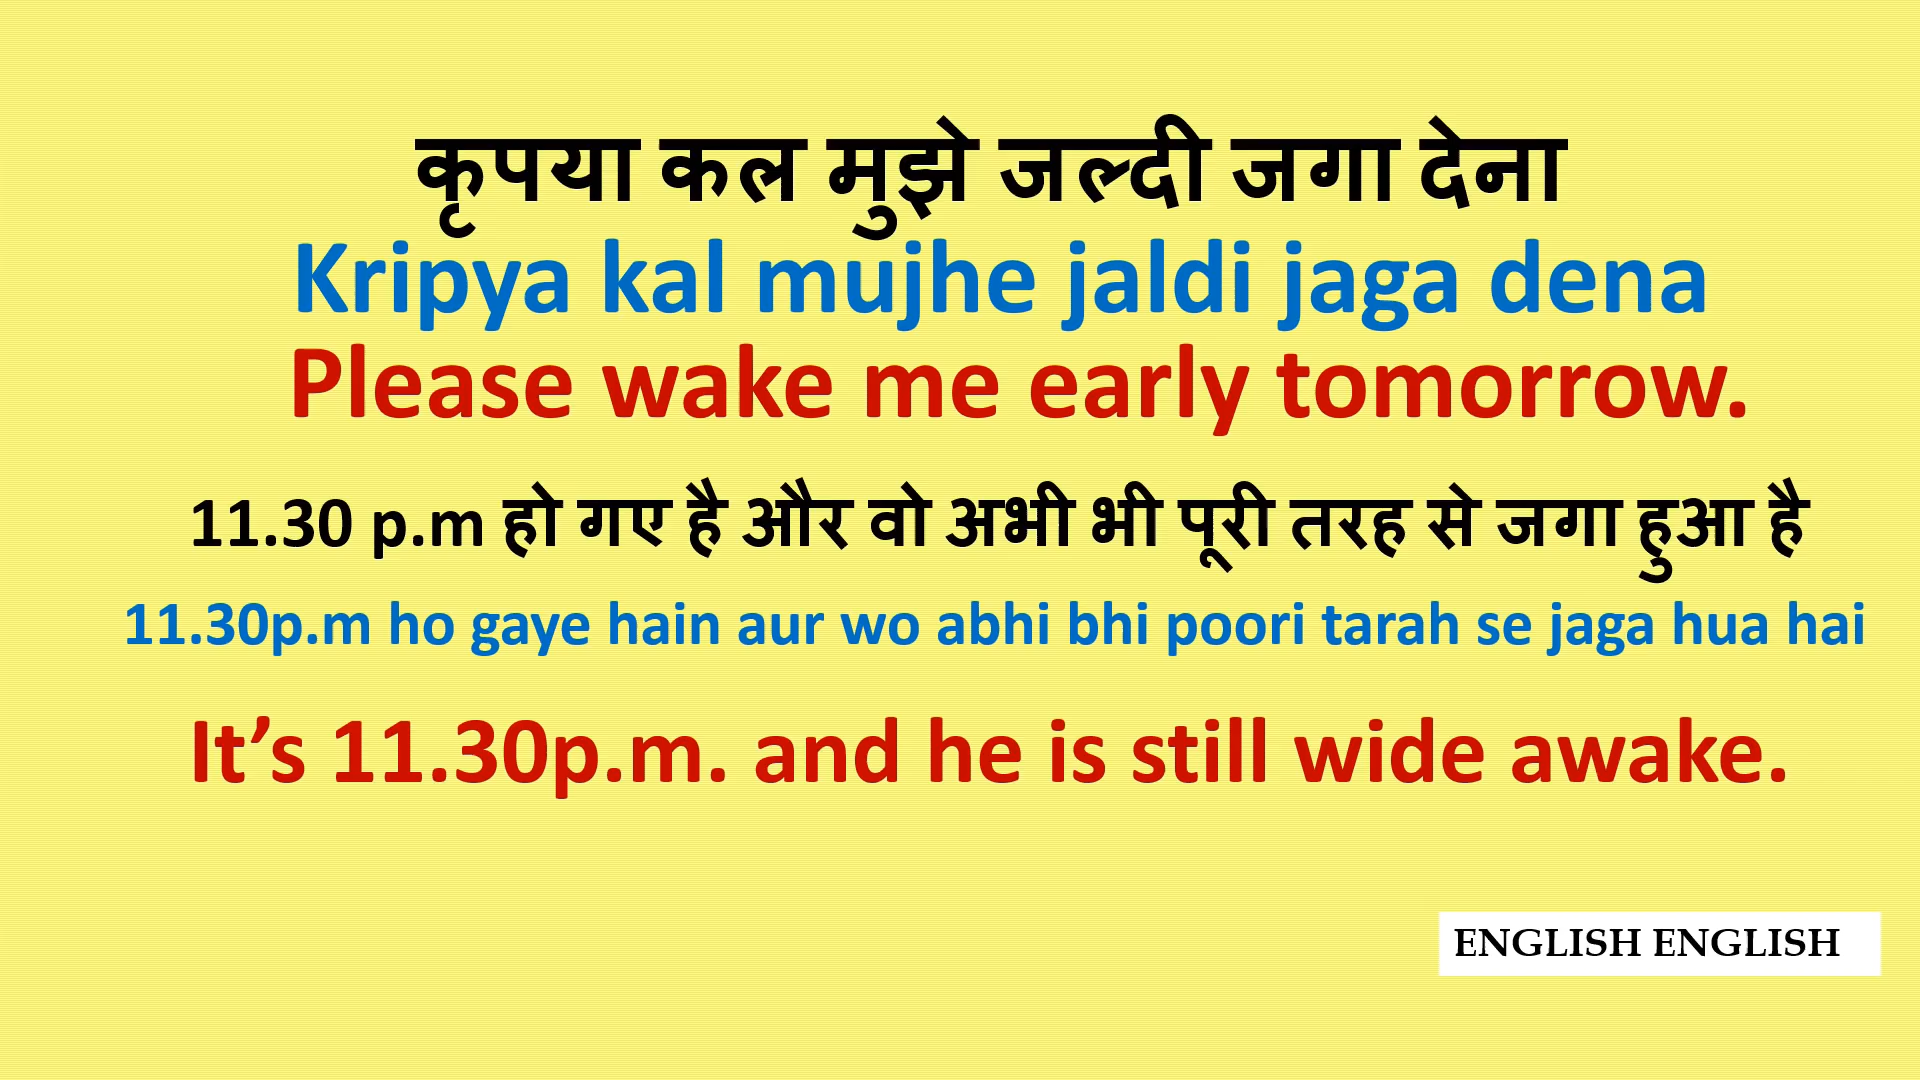 कृपया कल मुझे जल्दी जगा देना
Kripya kal mujhe jaldi jaga dena
Please wake me early tomorrow.
11.30 p.m हो गए है और वो अभी भी पूरी तरह से जगा हुआ है
11.30p.m ho gaye hain aur wo abhi bhi poori tarah se jaga hua hai
It’s 11.30p.m. and he is still wide awake.
ENGLISH ENGLISH